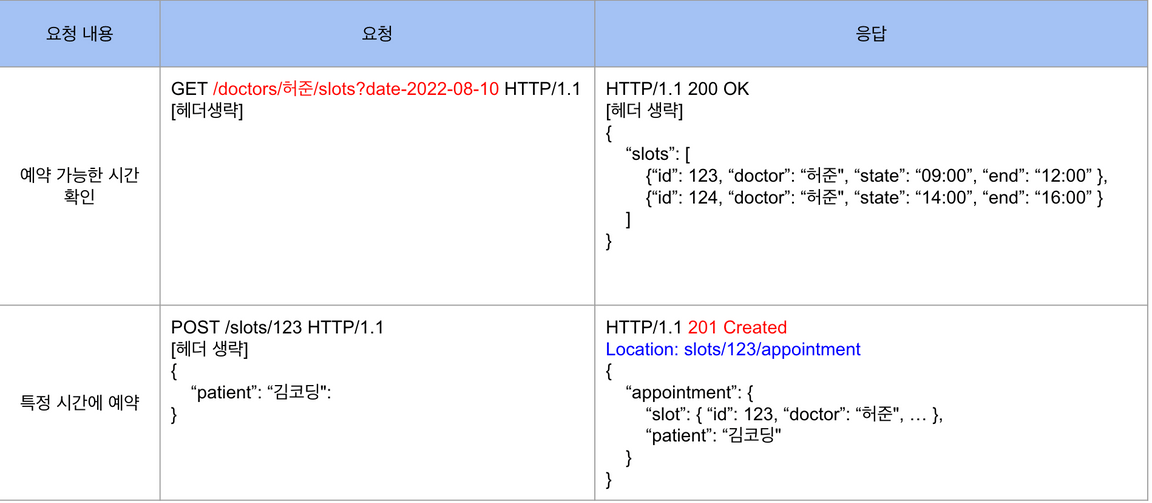 요청 내용
요청
응답
예약 가능한 시간
확인
GET /doctors/허준/slots?date-2022-08-10 HTTP/1.1
[헤더생략]
HTTP/1.1 200 OK
[헤더 생략]
{
“slots”: [
{“id”: 123, “doctor”: “허준", “state”: “09:00”, “end”: “12:00” },
{“id”: 124, “doctor”: “허준", “state”: “14:00”, “end”: “16:00” }
]
}
특정 시간에 예약
POST /slots/123 HTTP/1.1
[헤더 생략]
{
“patient”: “김코딩":
}
HTTP/1.1 201 Created
Location: slots/123/appointment
{
“appointment”: {
“slot”: { “id”: 123, “doctor”: “허준", … },
“patient”: “김코딩"
}
}